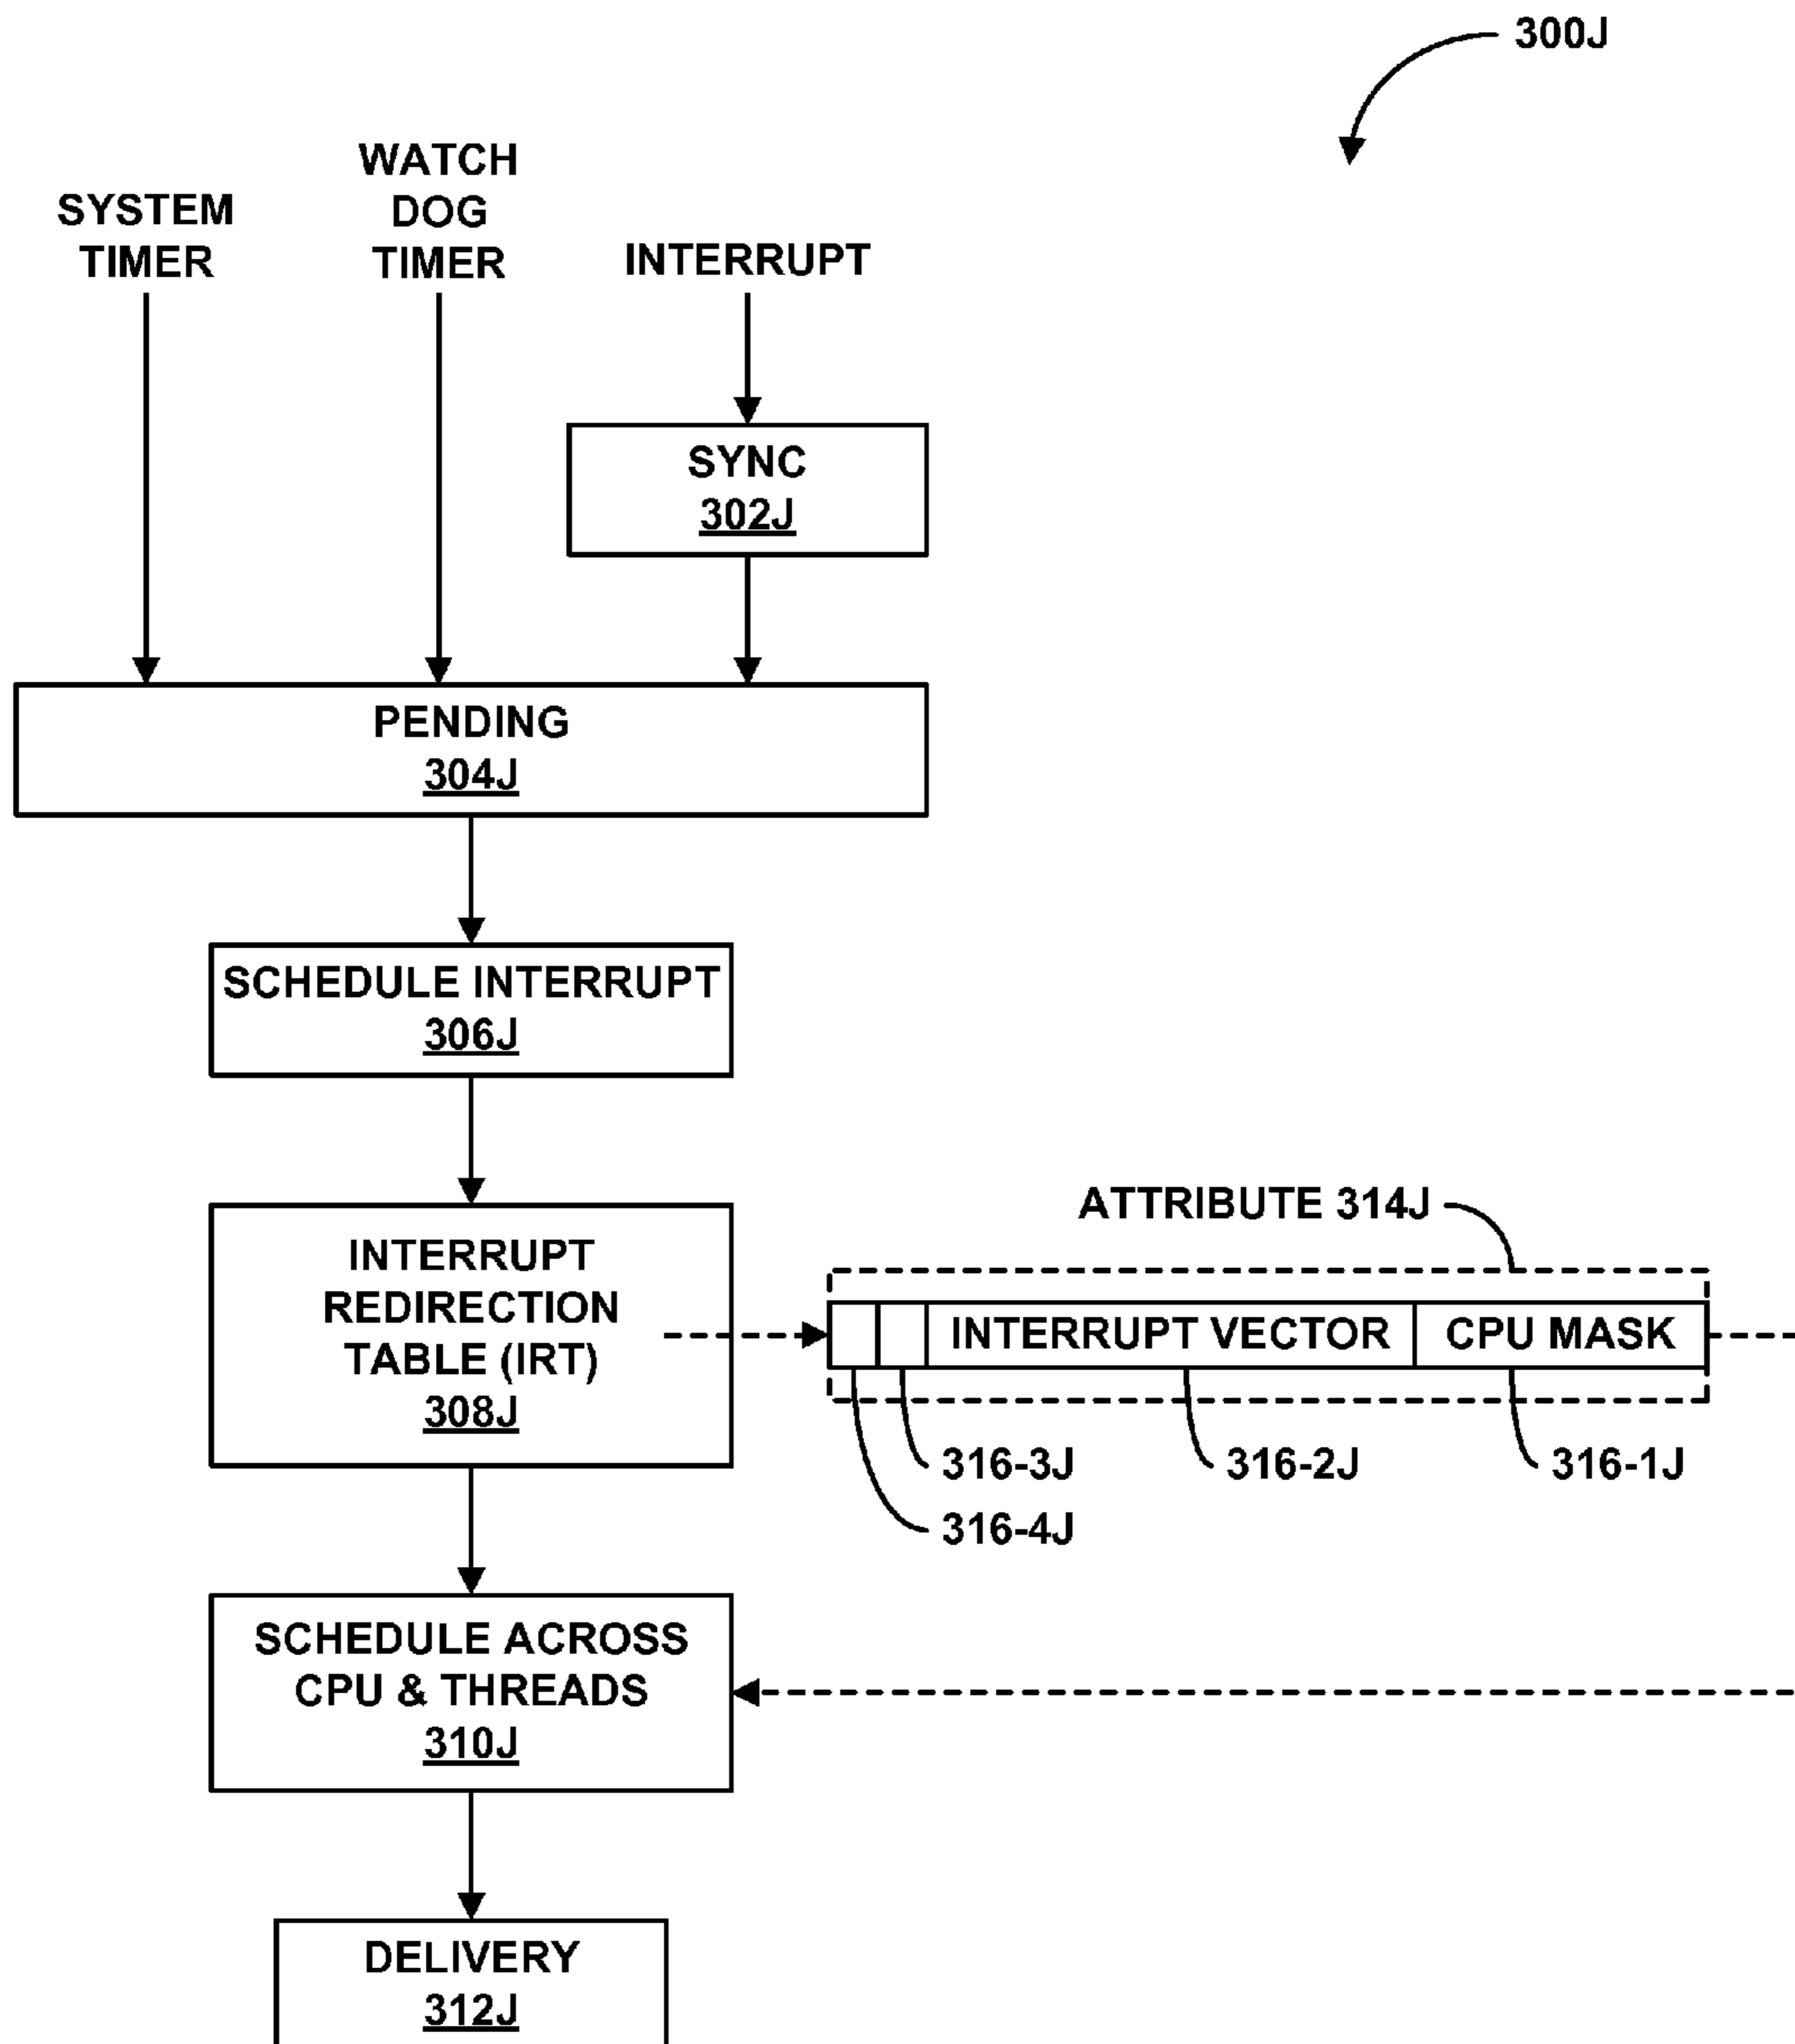 300J
SYSTEM
TIMER
WATCH
DOG
TIMER
INTERRUPT
SYNC
302J
PENDING
304J
SCHEDULE INTERRUPT
306J
INTERRUPT
REDIRECTION
TABLE (IRT)
308J
ATTRIBUTE 314J
INTERRUPT VECTOR
CPU MASK
316-3J
316-2J
316-1J
316-4J
SCHEDULE ACROSS
CPU & THREADS
310J
DELIVERY
312J